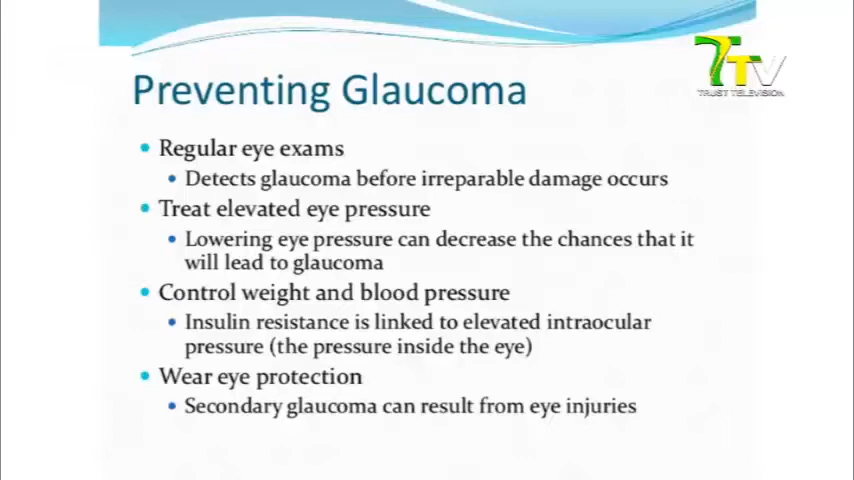 TTV
TRUST TELEVISION
Preventing Glaucoma
• Regular eye exams
• Detects glaucoma before irreparable damage occurs
• Treat elevated eye pressure
• Lowering eye pressure can decrease the chances that it
will lead to glaucoma
• Control weight and blood pressure
• Insulin resistance is linked to elevated intraocular
pressure (the pressure inside the eye)
• Wear eye protection
• Secondary glaucoma can result from eye injuries